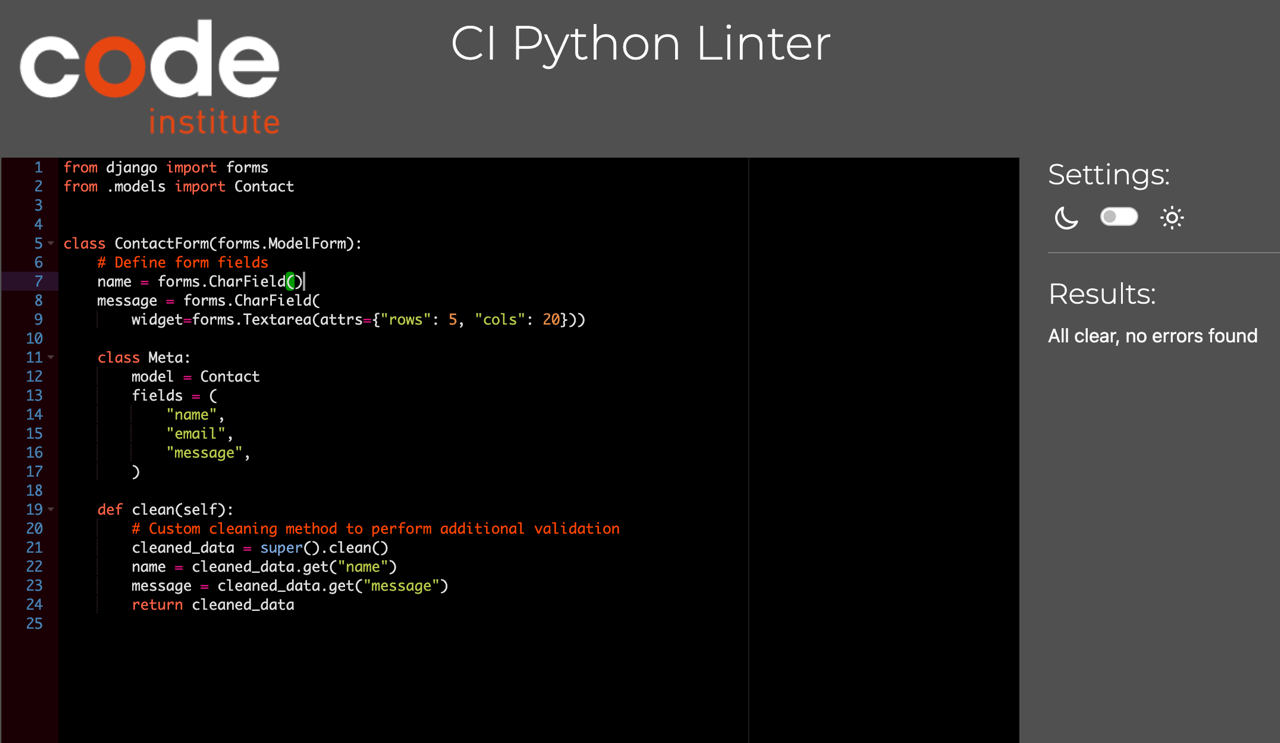 code
institute
CI Python Linter
1 from django import forms
2 from .models import Contact
3
4
5 class ContactForm(forms.ModelForm):
6     # Define form fields
7     name = forms.CharField()
8     message = forms.CharField(
9         widget=forms.Textarea(attrs={"rows": 5, "cols": 20}))
10
11     class Meta:
12         model = Contact
13         fields = (
14             "name",
15             "email",
16             "message",
17         )
18
19     def clean(self):
20         # Custom cleaning method to perform additional validation
21         cleaned_data = super().clean()
22         name = cleaned_data.get("name")
23         message = cleaned_data.get("message")
24         return cleaned_data
25
Settings:
Results:
All clear, no errors found